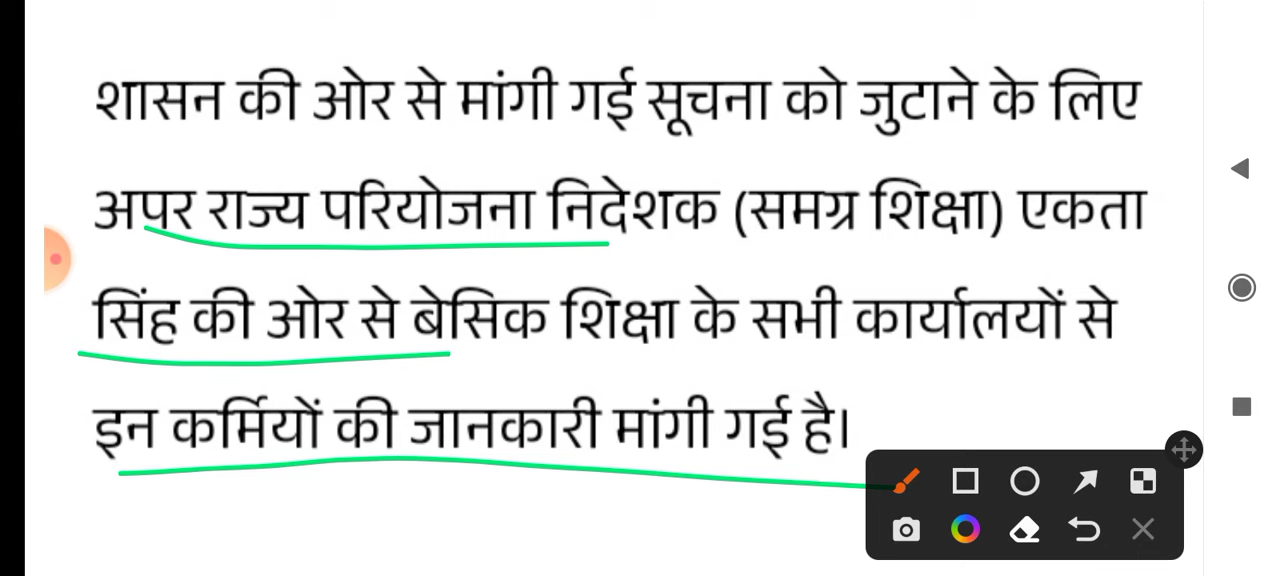 शासन की ओर से मांगी गई सूचना को जुटाने के लिए
अपर राज्य परियोजना निदेशक (समग्र शिक्षा) एकता
सिंह की ओर से बेसिक शिक्षा के सभी कार्यालयों से
इन कर्मियों की जानकारी मांगी गई है।